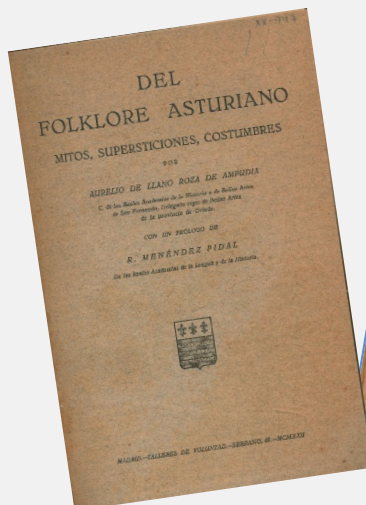 DEL
FOLKLORE ASTURIANO
MITOS, SUPERSTICIONES, COSTUMBRES
POR
AURELIO DE LLANO ROZA DE AMPUDIA
C. de las Reales Academias de la Historia y de Bellas Artes
de San Fernando, Delegado regio de Bellas Artes
de la provincia de Oviedo.
CON UN PRÓLOGO DE
R. MENÉNDEZ PIDAL
De las Reales Academias de la Lengua y de la Historia.
MADRID.—TALLERES DE VOLUNTAD.—SERRANO, 48.—MCMXXII